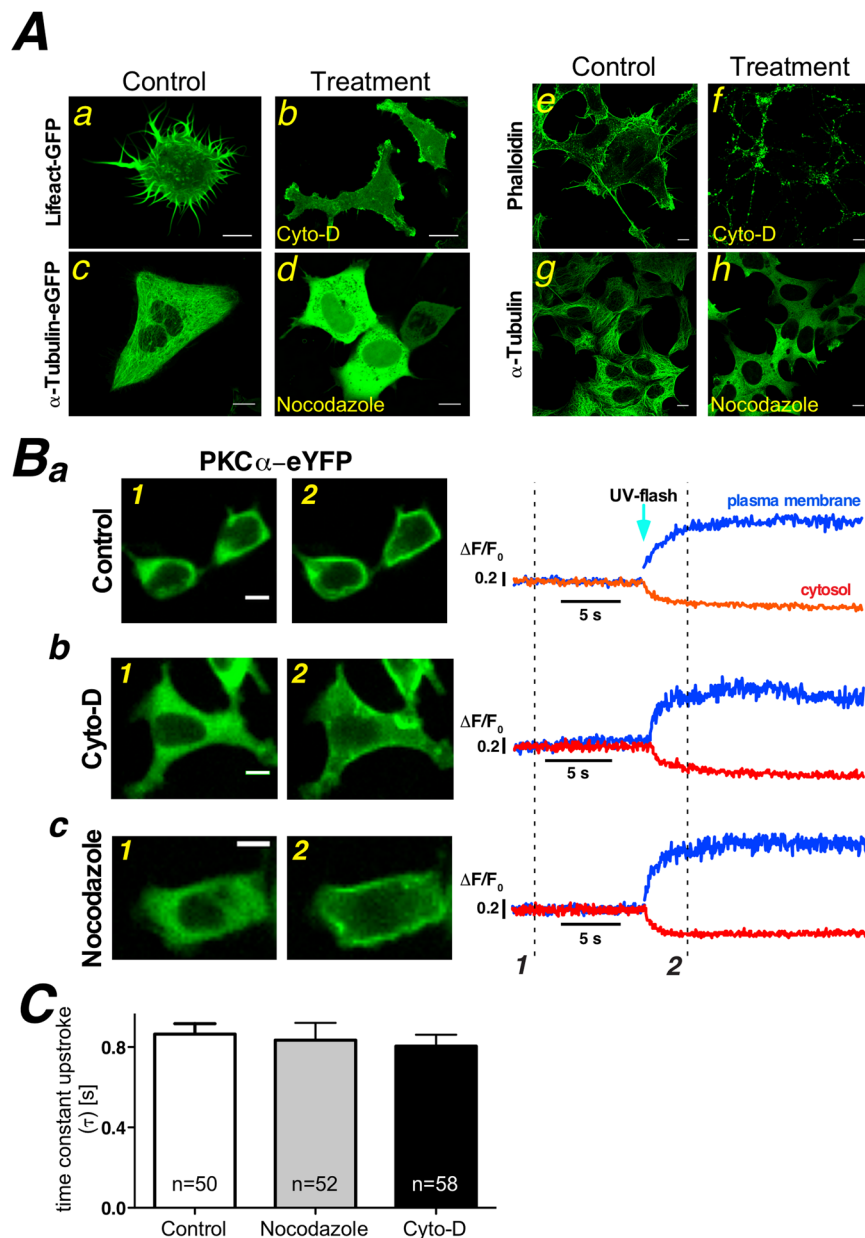 A
Control Treatment Control Treatment
Lifeact-GFP
a
b
Cyto-D
Phalloidin
e
f
Cyto-D
α-Tubulin-eGFP
c
d
Nocodazole
α-Tubulin
g
h
Nocodazole
B
a
PKCα-eYFP
Control
1
2
UV-flash
plasma membrane
ΔF/F0
0.2
cytosol
5 s
b
Cyto-D
1
2
ΔF/F0
0.2
5 s
c
Nocodazole
1
2
ΔF/F0
0.2
5 s
1
2
C
time constant upstroke
(τ) [s]
0.8
0.4
0.0
n=50 n=52 n=58
Control Nocodazole Cyto-D